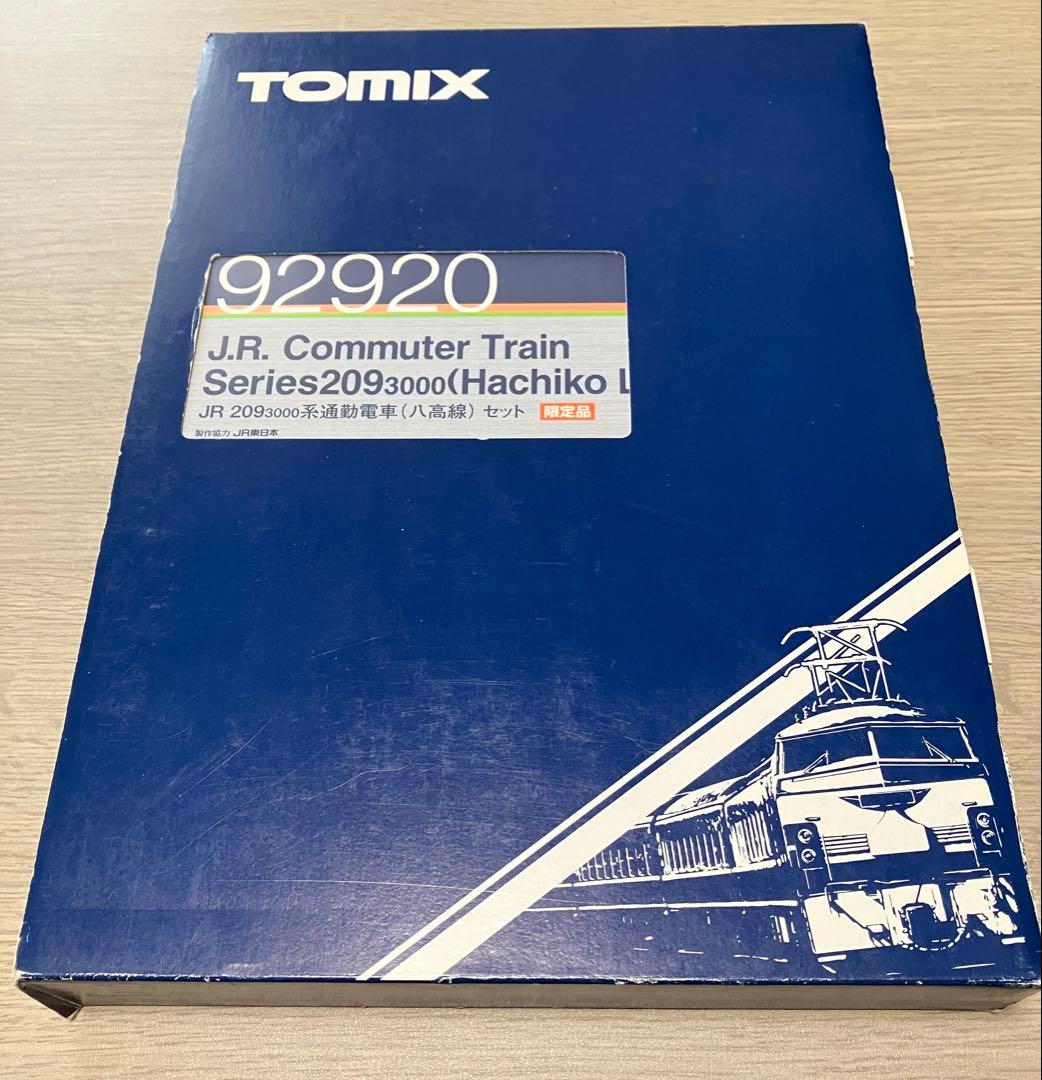 TOMIX
92920
J.R. Commuter Train
Series2093000(Hachiko L
JR 2093000系通勤電車(八高線) セット 限定品
製作協力 JR東日本